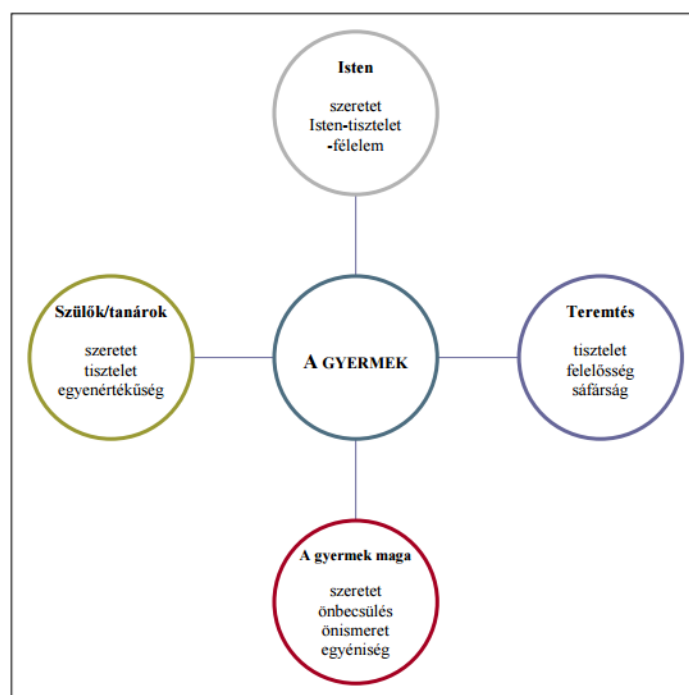 Isten
szeretet
Isten-tisztelet
-félelem
Szülők/tanárok
szeretet
tisztelet
egyenértékűség
A GYERMEK
Teremtés
tisztelet
felelősség
sáfárság
A gyermek maga
szeretet
önbecsülés
önismeret
egyéniség